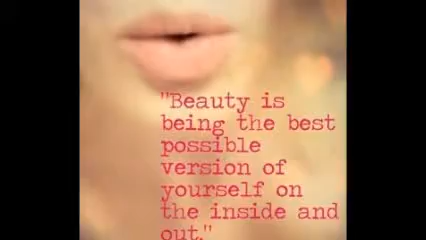 "Beauty is
being the best
possible
version of
yourself on
the inside and
out."